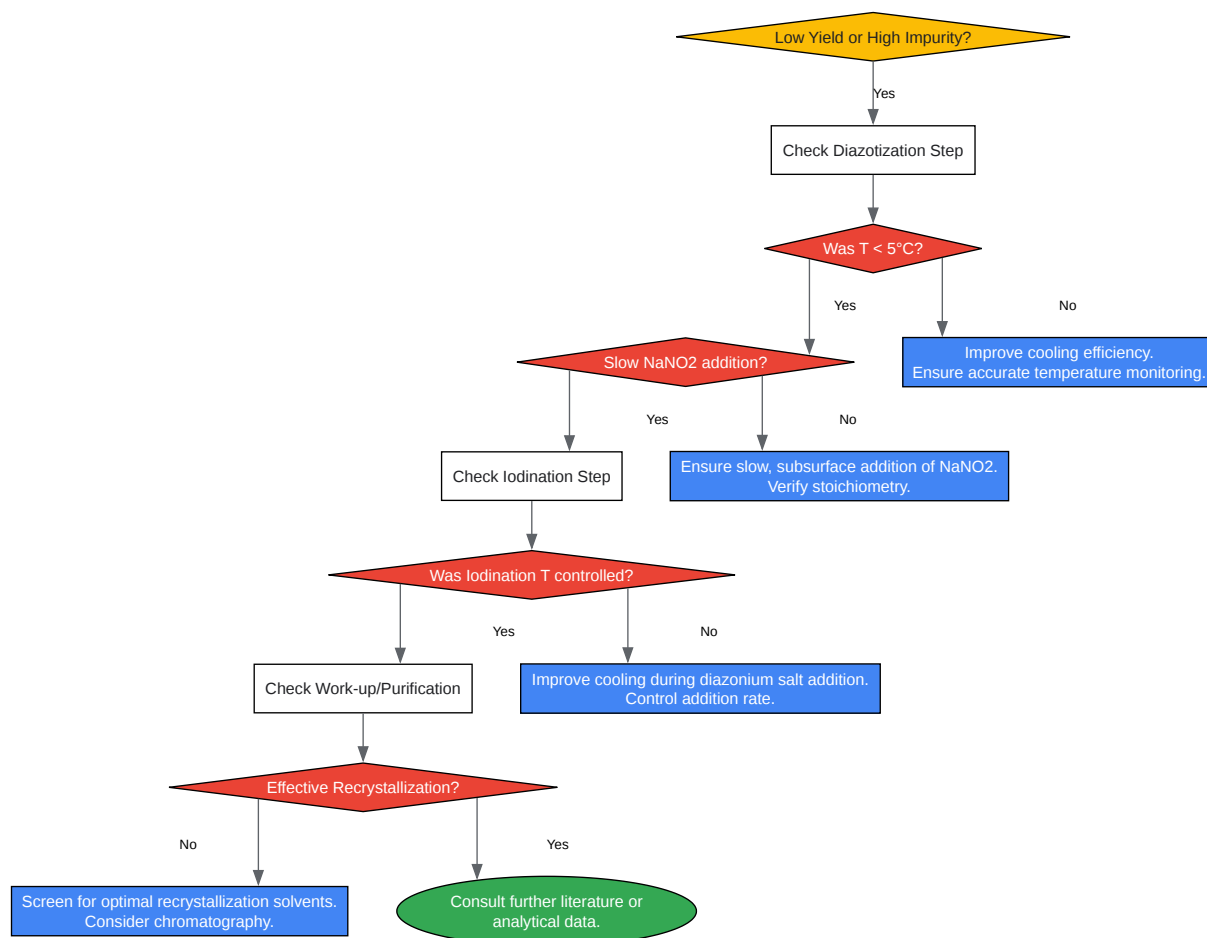 Low Yield or High Impurity?
Yes
Check Diazotization Step
Was T < 5°C?
Yes
No
Slow NaNO2 addition?
Improve cooling efficiency.
Ensure accurate temperature monitoring.
Yes
No
Check Iodination Step
Ensure slow, subsurface addition of NaNO2.
Verify stoichiometry.
Was Iodination T controlled?
Yes
No
Check Work-up/Purification
Improve cooling during diazonium salt addition.
Control addition rate.
Effective Recrystallization?
No
Yes
Screen for optimal recrystallization solvents.
Consider chromatography.
Consult further literature or
analytical data.